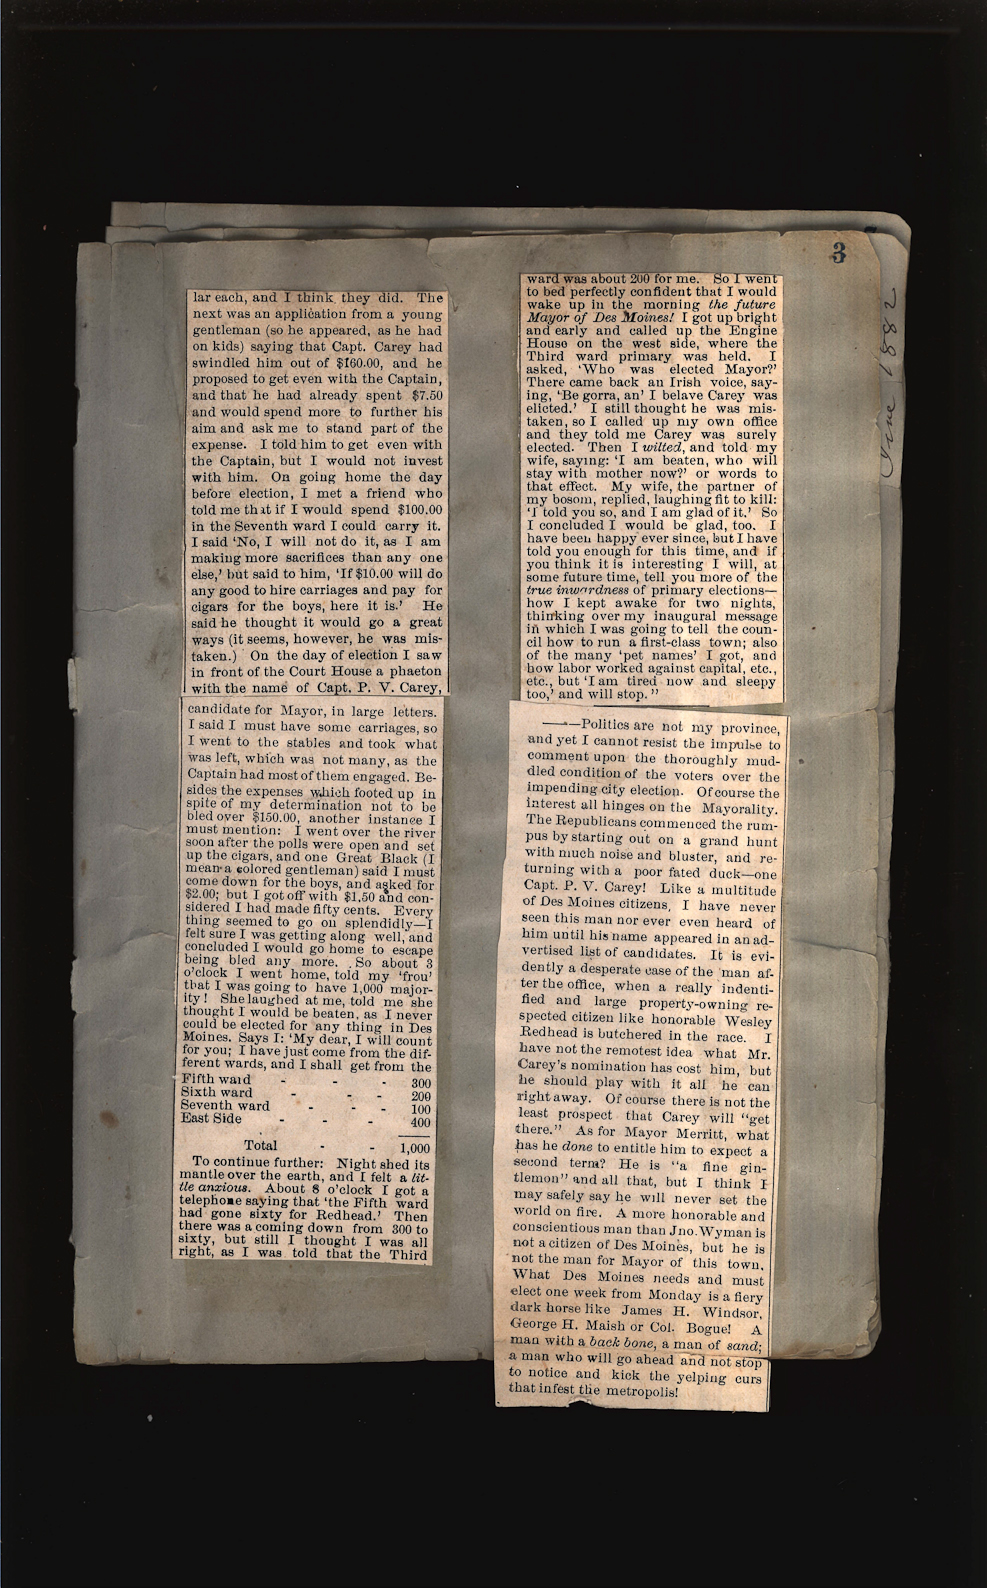 3
lar each, and I think they did. The
next was an application from a young
gentleman (so he appeared, as he had
on kids) saying that Capt. Carey had
swindled him out of $160.00, and he
proposed to get even with the Captain,
and that he had already spent $7.50
and would spend more to further his
aim and ask me to stand part of the
expense. I told him to get even with
the Captain, but I would not invest
with him. On going home the day
before election, I met a friend who
told me that if I would spend $100.00
in the Seventh ward I could carry it.
I said 'No, I will not do it, as I am
making more sacrifices than any one
else,' but said to him, 'If $10.00 will do
any good to hire carriages and pay for
cigars for the boys, here it is.' He
said he thought it would go a great
ways (it seems, however, he was mis-
taken.) On the day of election I saw
in front of the Court House a phaeton
with the name of Capt. P. V. Carey,
candidate for Mayor, in large letters.
I said I must have some carriages, so
I went to the stables and took what
was left, which was not many, as the
Captain had most of them engaged. Be-
sides the expenses which footed up in
spite of my determination not to be
bled over $150.00, another instance I
must mention: I went over the river
soon after the polls were open and set
up the cigars, and one Great Black (I
mean a colored gentleman) said I must
come down for the boys, and asked for
$2.00; but I got off with $1.50 and con-
sidered I had made fifty cents. Every
thing seemed to go on splendidly—I
felt sure I was getting along well, and
concluded I would go home to escape
being bled any more. So about 3
o'clock I went home, told my 'frou'
that I was going to have 1,000 major-
ity! She laughed at me, told me she
thought I would be beaten, as I never
could be elected for any thing in Des
Moines. Says I: 'My dear, I will count
for you; I have just come from the dif-
ferent wards, and I shall get from the
Fifth ward - - - 300
Sixth ward - - - 200
Seventh ward - - - 100
East Side - - - 400
Total - - 1,000
To continue further: Night shed its
mantle over the earth, and I felt a lit-
tle anxious. About 8 o'clock I got a
telephone saying that 'the Fifth ward
had gone sixty for Redhead.' Then
there was a coming down from 300 to
sixty, but still I thought I was all
right, as I was told that the Third
ward was about 200 for me. So I went
to bed perfectly confident that I would
wake up in the morning the future
Mayor of Des Moines! I got up bright
and early and called up the Engine
House on the west side, where the
Third ward primary was held. I
asked, 'Who was elected Mayor?'
There came back an Irish voice, say-
ing, 'Be gorra, an' I belave Carey was
elicted.' I still thought he was mis-
taken, so I called up my own office
and they told me Carey was surely
elected. Then I wilted, and told my
wife, saying: 'I am beaten, who will
stay with mother now?' or words to
that effect. My wife, the partner of
my bosom, replied, laughing fit to kill:
'I told you so, and I am glad of it.' So
I concluded I would be glad, too. I
have been happy ever since, but I have
told you enough for this time, and if
you think it is interesting I will, at
some future time, tell you more of the
true inwardness of primary elections—
how I kept awake for two nights,
thinking over my inaugural message
in which I was going to tell the coun-
cil how to run a first-class town; also
of the many 'pet names' I got, and
how labor worked against capital, etc.,
etc., but 'I am tired now and sleepy
too,' and will stop."
——Politics are not my province,
and yet I cannot resist the impulse to
comment upon the thoroughly mud-
dled condition of the voters over the
impending city election. Of course the
interest all hinges on the Mayorality.
The Republicans commenced the rum-
pus by starting out on a grand hunt
with much noise and bluster, and re-
turning with a poor fated duck—one
Capt. P. V. Carey! Like a multitude
of Des Moines citizens, I have never
seen this man nor ever even heard of
him until his name appeared in an ad-
vertised list of candidates. It is evi-
dently a desperate case of the man af-
ter the office, when a really indenti-
fied and large property-owning re-
spected citizen like honorable Wesley
Redhead is butchered in the race. I
have not the remotest idea what Mr.
Carey's nomination has cost him, but
he should play with it all he can
right away. Of course there is not the
least prospect that Carey will "get
there." As for Mayor Merritt, what
has he done to entitle him to expect a
second term? He is "a fine gin-
tlemon" and all that, but I think I
may safely say he will never set the
world on fire. A more honorable and
conscientious man than Jno. Wyman is
not a citizen of Des Moines, but he is
not the man for Mayor of this town.
What Des Moines needs and must
elect one week from Monday is a fiery
dark horse like James H. Windsor,
George H. Maish or Col. Bogue! A
man with a back bone, a man of sand;
a man who will go ahead and not stop
to notice and kick the yelping curs
that infest the metropolis!
1882